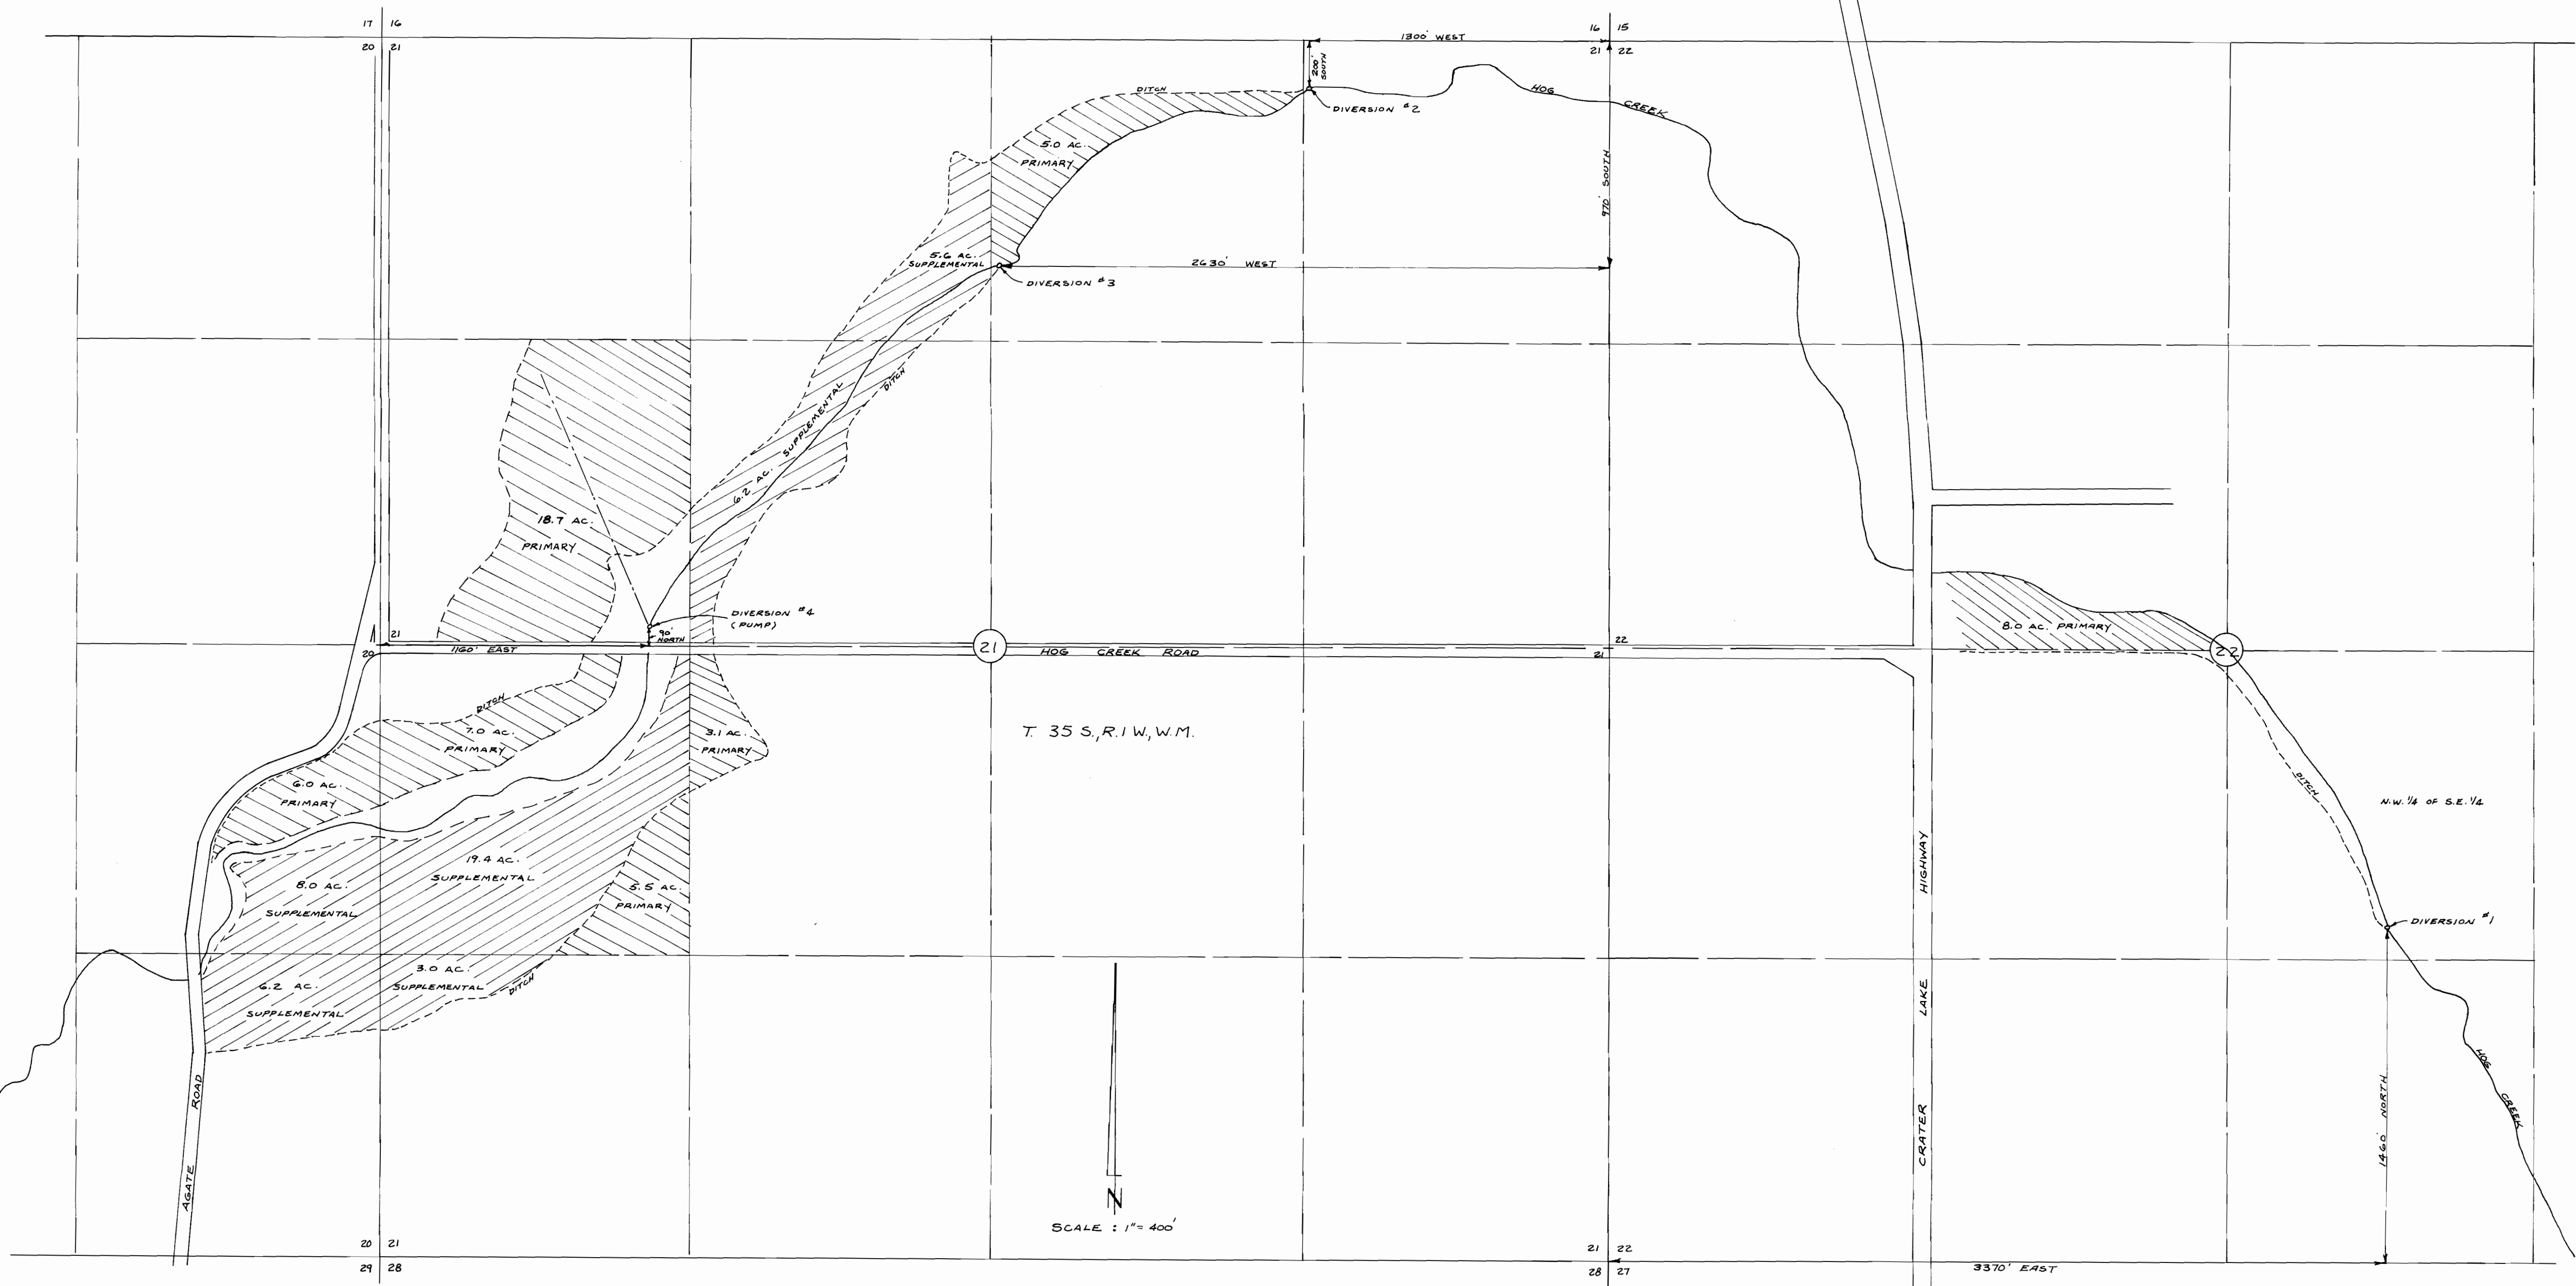 17 16
20 21
1300' WEST
16 15
21 22
200' SOUTH
DITCH
DIVERSION #2
HOG CREEK
5.0 AC.
PRIMARY
970' SOUTH
5.6 AC.
SUPPLEMENTAL
2630' WEST
DIVERSION #3
DITCH
6.2 AC. SUPPLEMENTAL
18.7 AC.
PRIMARY
DIVERSION #4
(PUMP)
90' NORTH
21
20
1160' EAST
21
HOG CREEK ROAD
22
21
8.0 AC. PRIMARY
22
DITCH
7.0 AC.
PRIMARY
3.1 AC.
PRIMARY
T. 35 S., R.1 W., W.M.
6.0 AC.
PRIMARY
DITCH
N.W. 1/4 OF S.E. 1/4
19.4 AC.
SUPPLEMENTAL
8.0 AC.
SUPPLEMENTAL
5.5 AC.
PRIMARY
DIVERSION #1
3.0 AC.
SUPPLEMENTAL
DITCH
6.2 AC.
SUPPLEMENTAL
CRATER LAKE HIGHWAY
HOG CREEK
1460' NORTH
AGATE ROAD
N
SCALE : 1" = 400'
20 21
29 28
21 22
28 27
3370' EAST